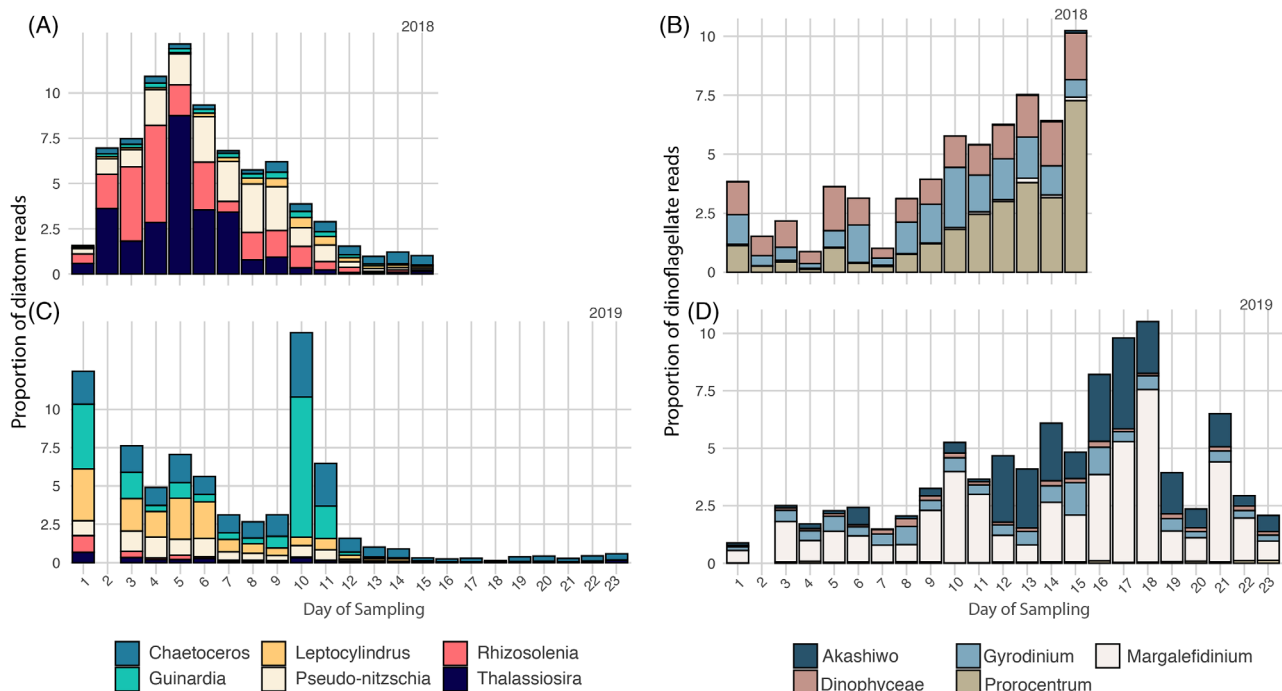 (A)
2018
10
7.5
5
2.5
0
(B)
2018
10
7.5
5
2.5
0
Proportion of diatom reads
Proportion of dinoflagellate reads
(C)
2019
10
7.5
5
2.5
0
1 2 3 4 5 6 7 8 9 10 11 12 13 14 15 16 17 18 19 20 21 22 23
Day of Sampling
(D)
2019
10
7.5
5
2.5
0
1 2 3 4 5 6 7 8 9 10 11 12 13 14 15 16 17 18 19 20 21 22 23
Day of Sampling
Chaetoceros Leptocylindrus Rhizosolenia
Guinardia Pseudo-nitzschia Thalassiosira
Akashiwo Gyrodinium Margalefidinium
Dinophyceae Prorocentrum